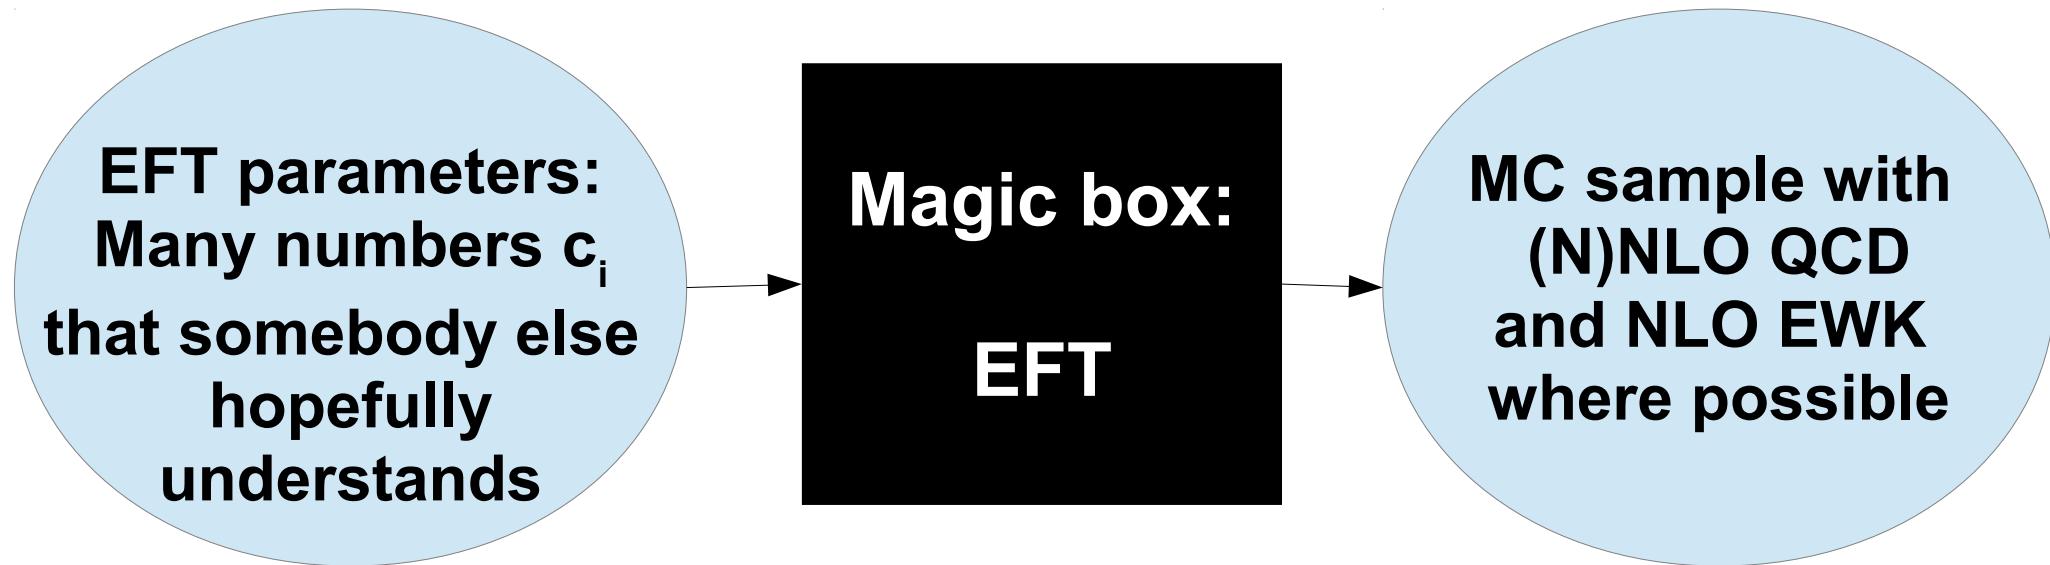 EFT parameters:
Many numbers c_i
that somebody else
hopefully
understands
Magic box:
EFT
MC sample with
(N)NLO QCD
and NLO EWK
where possible